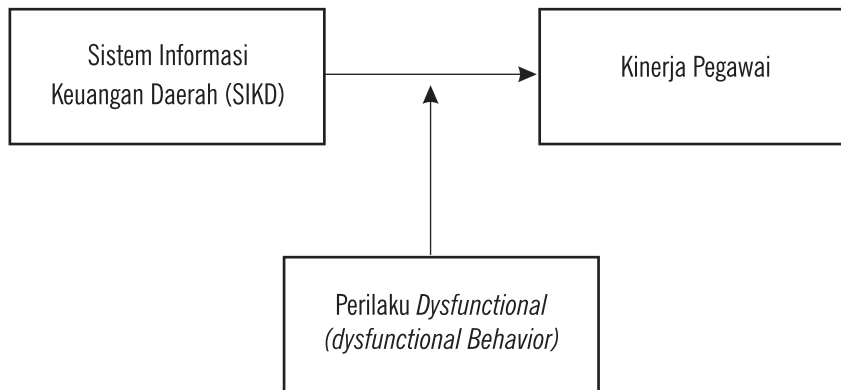 Sistem Informasi
Keuangan Daerah (SIKD)
Kinerja Pegawai
Perilaku Dysfunctional
(dysfunctional Behavior)